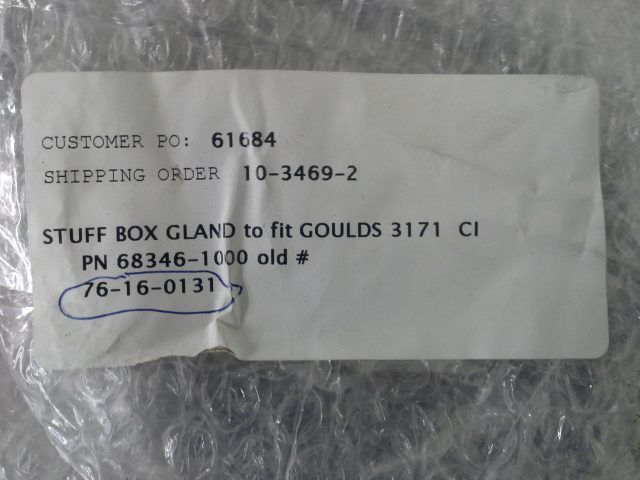 CUSTOMER PO: 61684
SHIPPING ORDER 10-3469-2
STUFF BOX GLAND to fit GOULDS 3171 CI
PN 68346-1000 old #
76-16-0131